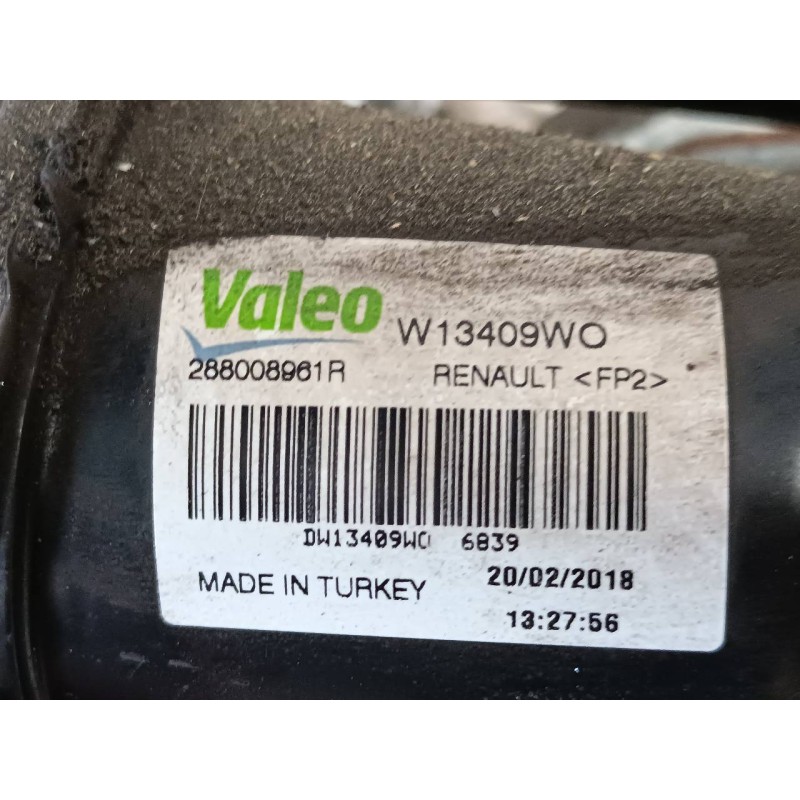 Valeo W13409WO
288008961R RENAULT <FP2>
DW13409WO 6839
MADE IN TURKEY 20/02/2018
13:27:56